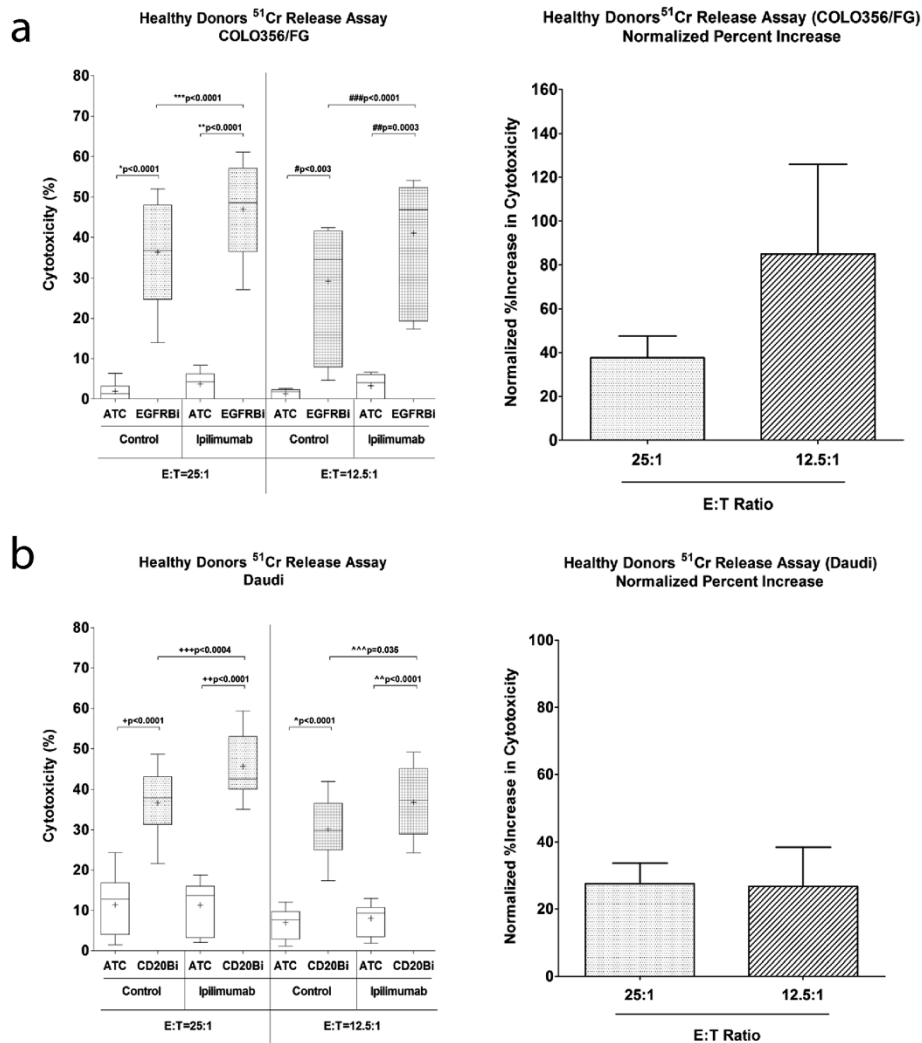 a
Healthy Donors ⁵¹Cr Release Assay
COLO356/FG
Cytotoxicity (%)
80
70
60
50
40
30
20
10
0
***p<0.0001
**p<0.0001
*p<0.0001
###p<0.0001
##p=0.0003
#p<0.003
ATC EGFRBi ATC EGFRBi ATC EGFRBi ATC EGFRBi
Control Ipilimumab Control Ipilimumab
E:T=25:1 E:T=12.5:1
Healthy Donors⁵¹Cr Release Assay (COLO356/FG)
Normalized Percent Increase
Normalized %Increase in Cytotoxicity
160
140
120
100
80
60
40
20
0
25:1 12.5:1
E:T Ratio
b
Healthy Donors ⁵¹Cr Release Assay
Daudi
Cytotoxicity (%)
80
70
60
50
40
30
20
10
0
+++p<0.0004
++p<0.0001
+p<0.0001
^^^p=0.035
^^p<0.0001
^p<0.0001
ATC CD20Bi ATC CD20Bi ATC CD20Bi ATC CD20Bi
Control Ipilimumab Control Ipilimumab
E:T=25:1 E:T=12.5:1
Healthy Donors ⁵¹Cr Release Assay (Daudi)
Normalized Percent Increase
Normalized %Increase in Cytotoxicity
100
80
60
40
20
0
25:1 12.5:1
E:T Ratio